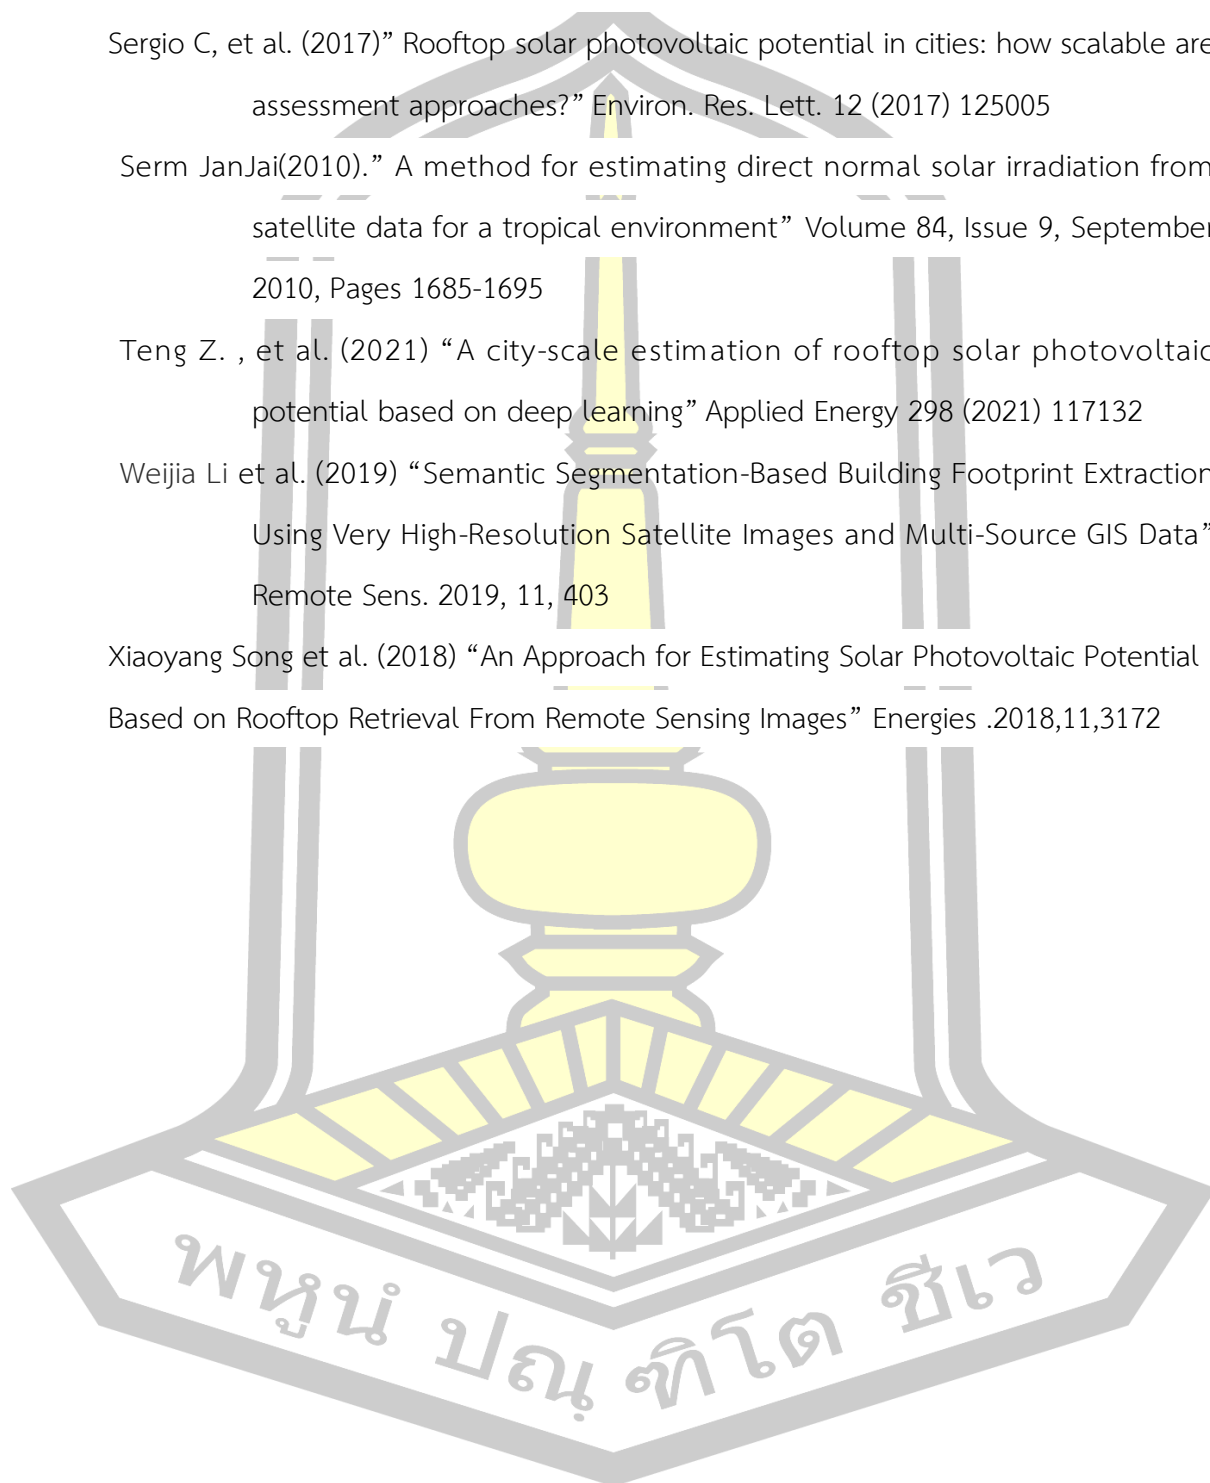 Sergio C, et al. (2017)” Rooftop solar photovoltaic potential in cities: how scalable are
assessment approaches?” Environ. Res. Lett. 12 (2017) 125005
Serm JanJai(2010).” A method for estimating direct normal solar irradiation from
satellite data for a tropical environment” Volume 84, Issue 9, September
2010, Pages 1685-1695
Teng Z. , et al. (2021) “A city-scale estimation of rooftop solar photovoltaic
potential based on deep learning” Applied Energy 298 (2021) 117132
Weijia Li et al. (2019) “Semantic Segmentation-Based Building Footprint Extraction
Using Very High-Resolution Satellite Images and Multi-Source GIS Data”
Remote Sens. 2019, 11, 403
Xiaoyang Song et al. (2018) “An Approach for Estimating Solar Photovoltaic Potential
Based on Rooftop Retrieval From Remote Sensing Images” Energies .2018,11,3172
พหูนํ ปณฺฑิโต ชีเว